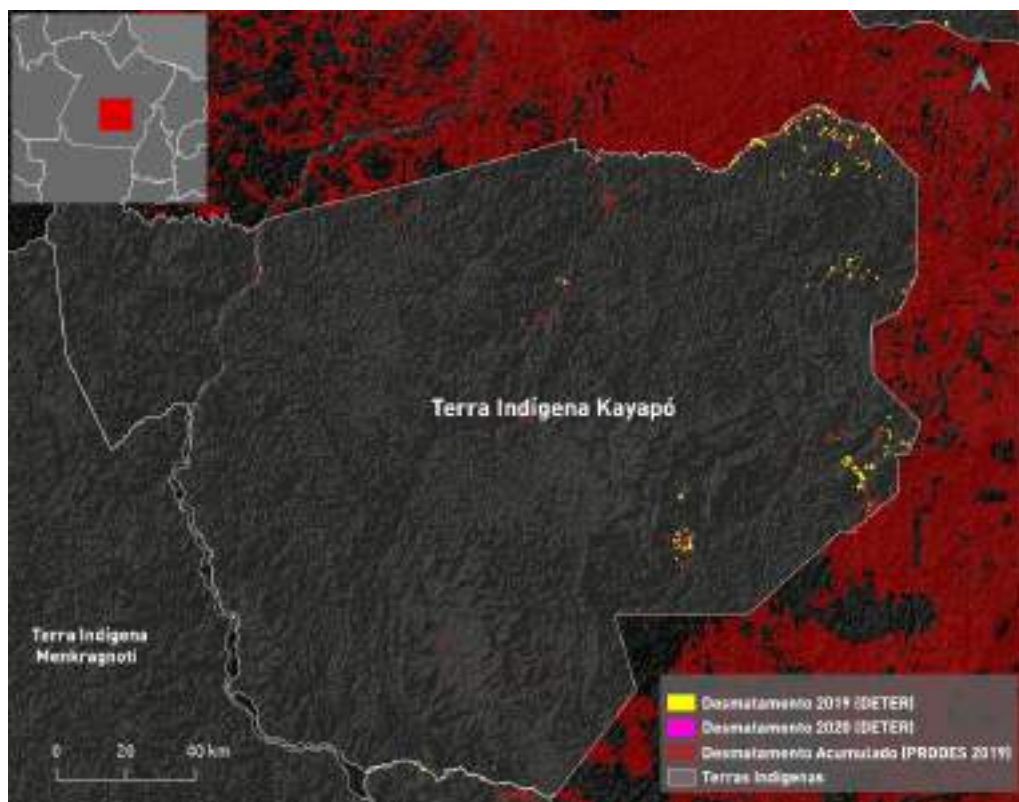 Terra Indígena Kayapó
Terra Indígena
Menkragnoti
0 20 40 km
Desmatamento 2019 (DETER)
Desmatamento 2020 (DETER)
Desmatamento Acumulado (PRODES 2019)
Terras Indígenas